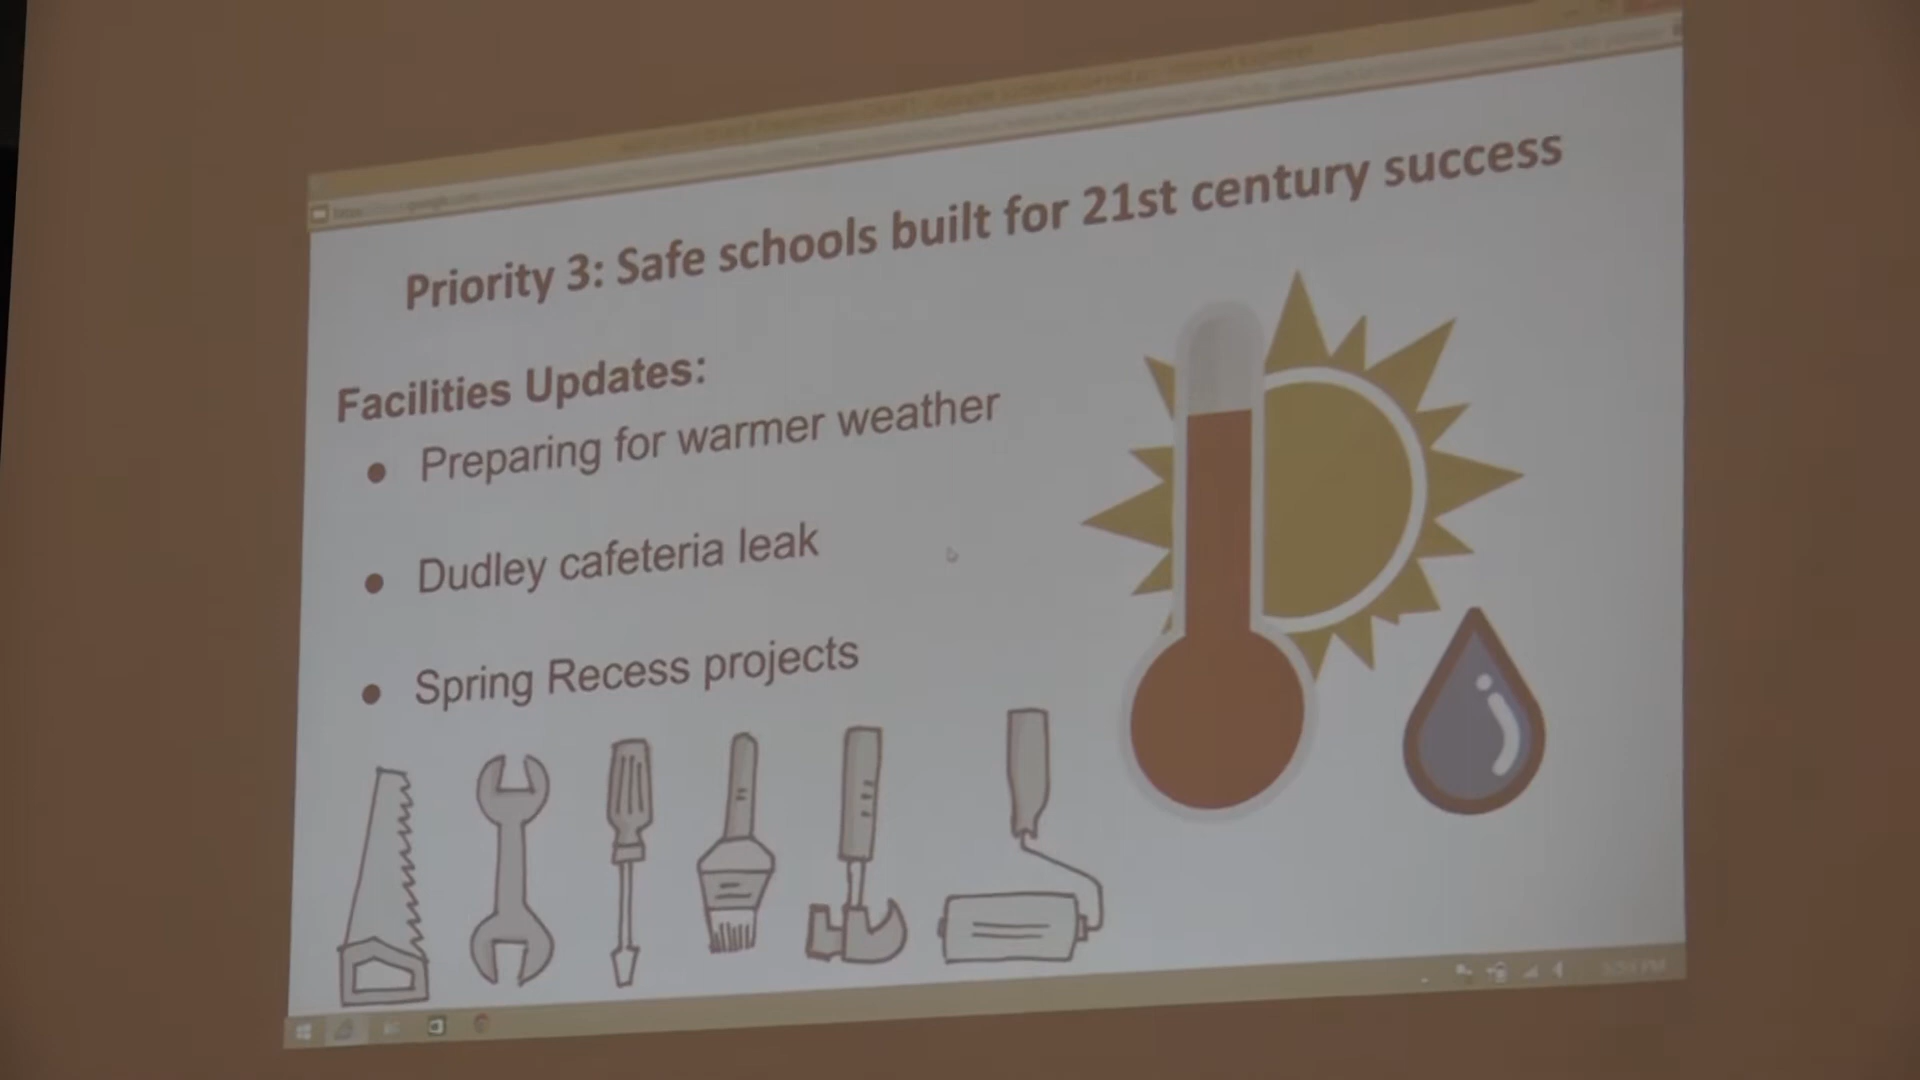 Priority 3: Safe schools built for 21st century success
Facilities Updates:
● Preparing for warmer weather
● Dudley cafeteria leak
● Spring Recess projects